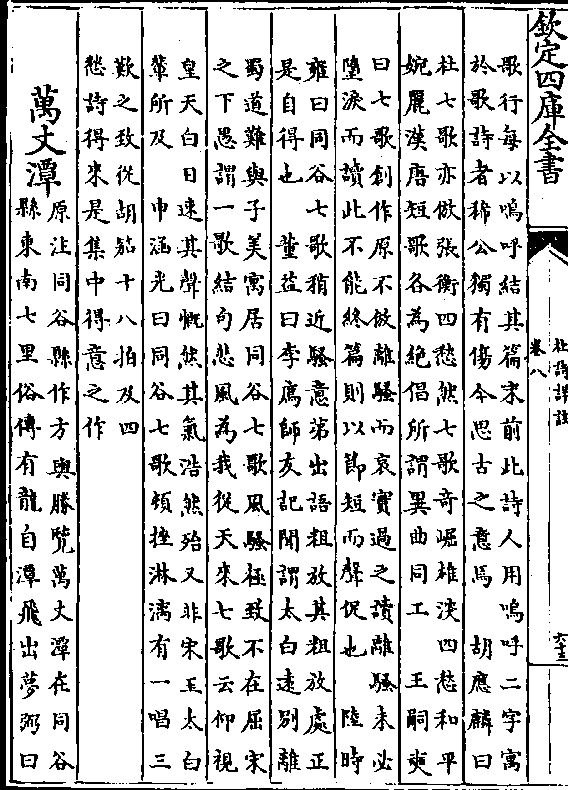 欽定四庫全書
杜詩詳註
卷八
六十三
歌行每以嗚呼結其篇末前此詩人用嗚呼二字寓
於歌詩者稀公獨有傷今思古之意焉 胡應麟曰
杜七歌亦倣張衡四愁然七歌奇崛雄深四愁和平
婉麗漢唐短歌各為絕倡所謂異曲同工 王嗣奭
曰七歌創作原不倣離騷而哀實過之讀離騷未必
墮淚而讀此不能終篇則以節短而聲促也 陸時
雍曰同谷七歌稍近騷意第出語粗放其粗放處正
是自得也 董益曰李廌師友記聞謂太白遠別離
蜀道難與子美寓居同谷七歌風騷極致不在屈宋
之下愚謂一歌結句悲風為我從天來七歌云仰視
皇天白日速其聲慨然其氣浩然殆又非宋玉太白
輩所及 申涵光曰同谷七歌頓挫淋漓有一唱三
歎之致從胡笳十八拍及四
愁詩得來是集中得意之作
萬丈潭
原注同谷縣作方輿勝覽萬丈潭在同谷
縣東南七里俗傳有龍自潭飛出夢弼曰